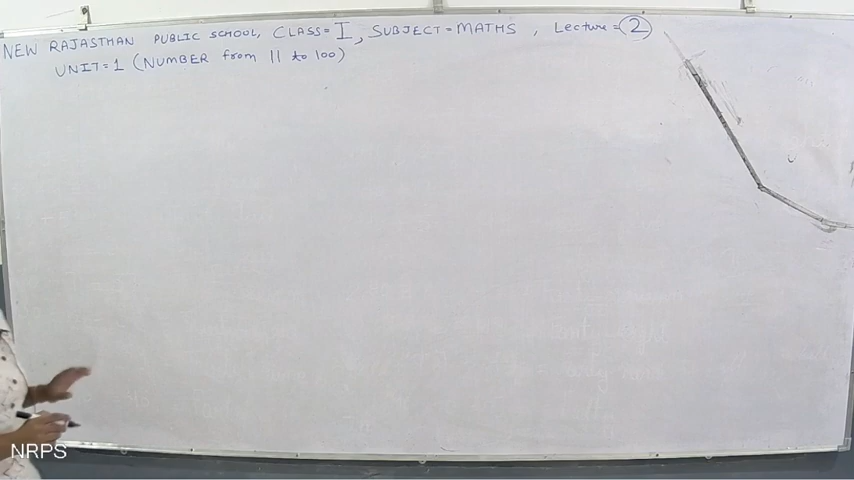 NEW RAJASTHAN PUBLIC SCHOOL, CLASS=I, SUBJECT=MATHS, Lecture=2
UNIT=1 (NUMBER from 11 to 100)
NRPS